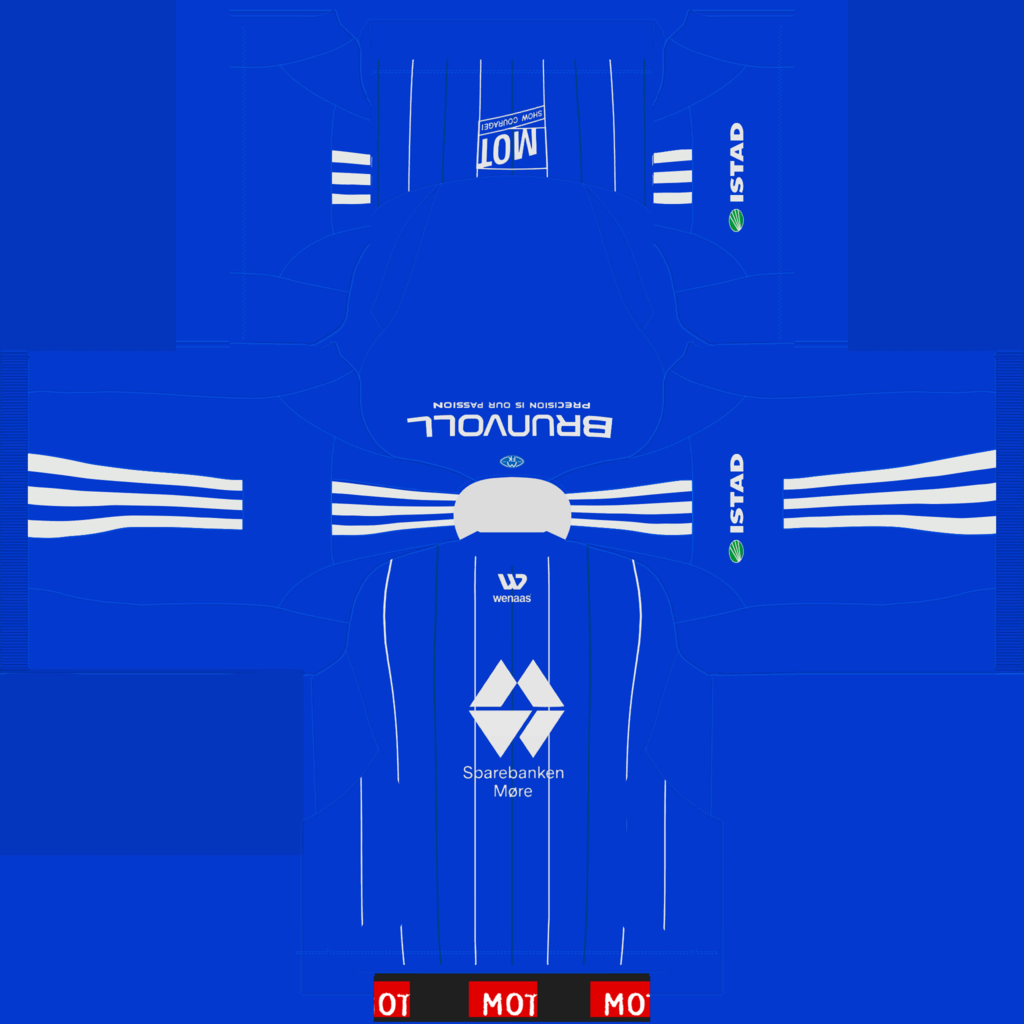 SHOW COURAGE!
MOT
ISTAD
PRECISION IS OUR PASSION
BRUNVOLL
ISTAD
wenaas
Sparebanken
Møre
OT MOT MO